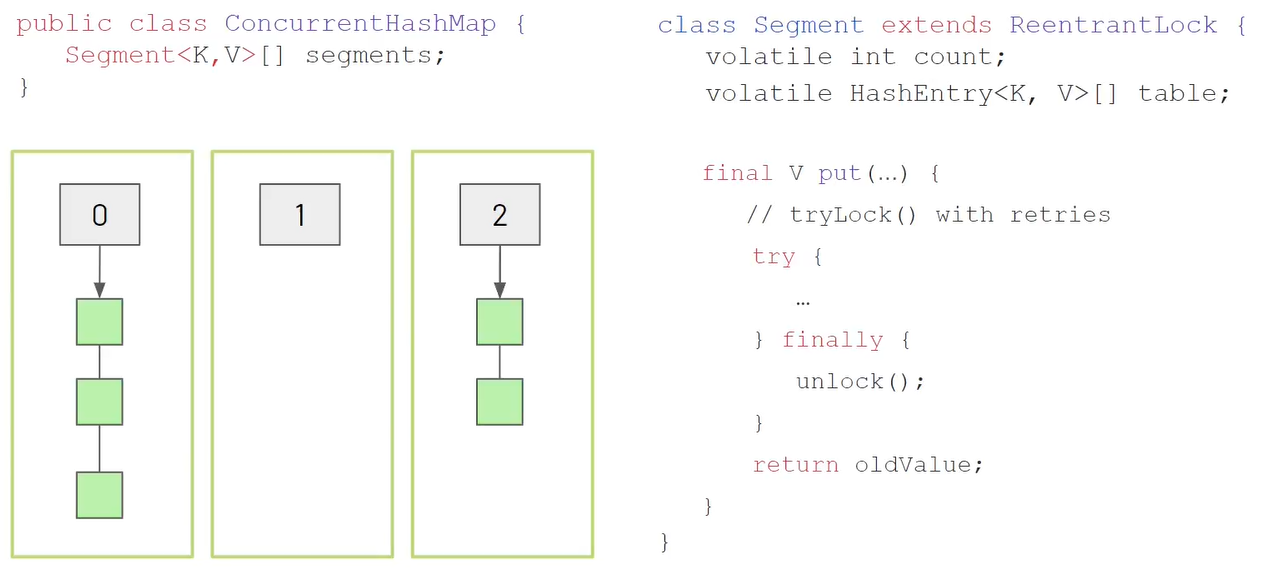 public class ConcurrentHashMap {
Segment<K,V>[] segments;
}
0
1
2
class Segment extends ReentrantLock {
volatile int count;
volatile HashEntry<K, V>[] table;
final V put(…) {
// tryLock() with retries
try {
…
} finally {
unlock();
}
return oldValue;
}
}